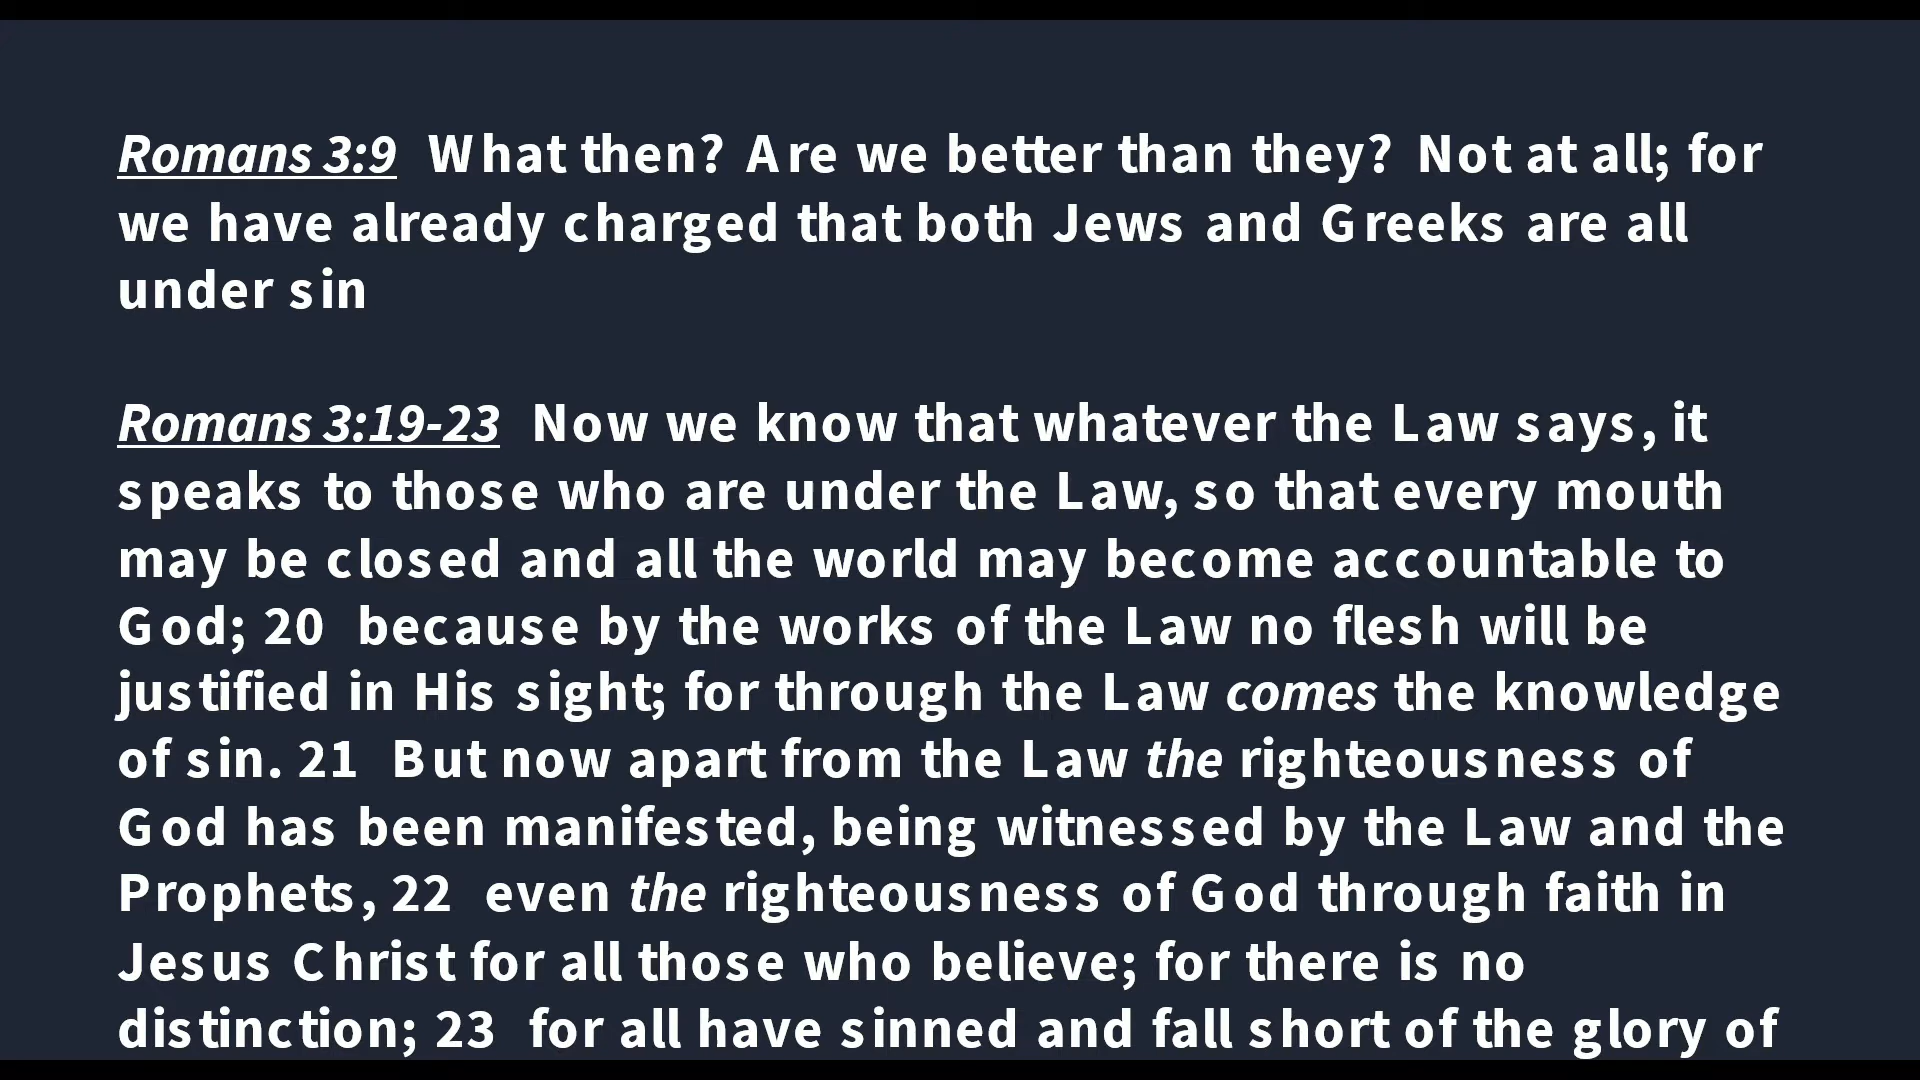 Romans 3:9  What then? Are we better than they? Not at all; for
we have already charged that both Jews and Greeks are all
under sin
Romans 3:19-23  Now we know that whatever the Law says, it
speaks to those who are under the Law, so that every mouth
may be closed and all the world may become accountable to
God; 20  because by the works of the Law no flesh will be
justified in His sight; for through the Law comes the knowledge
of sin. 21  But now apart from the Law the righteousness of
God has been manifested, being witnessed by the Law and the
Prophets, 22  even the righteousness of God through faith in
Jesus Christ for all those who believe; for there is no
distinction; 23  for all have sinned and fall short of the glory of